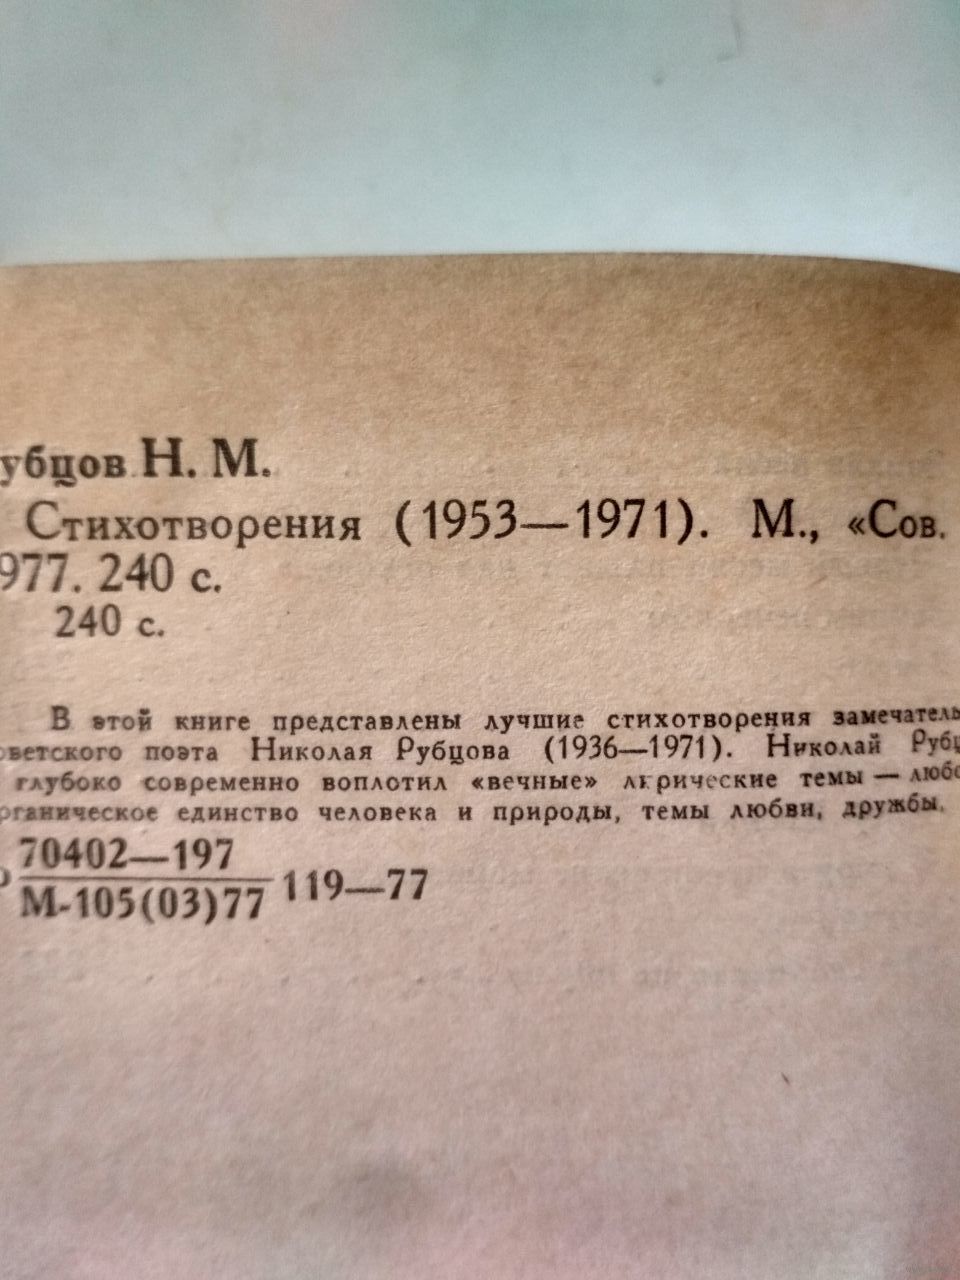 убцов Н. М.
Стихотворения (1953—1971). М., «Сов.
977. 240 с.
240 с.
В этой книге представлены лучшие стихотворения замечатель
оветского поэта Николая Рубцова (1936—1971). Николай Рубц
глубоко современно воплотил «вечные» лирические темы — любо
рганическое единство человека и природы, темы любви, дружбы.
70402—197
М-105(03)77 119—77